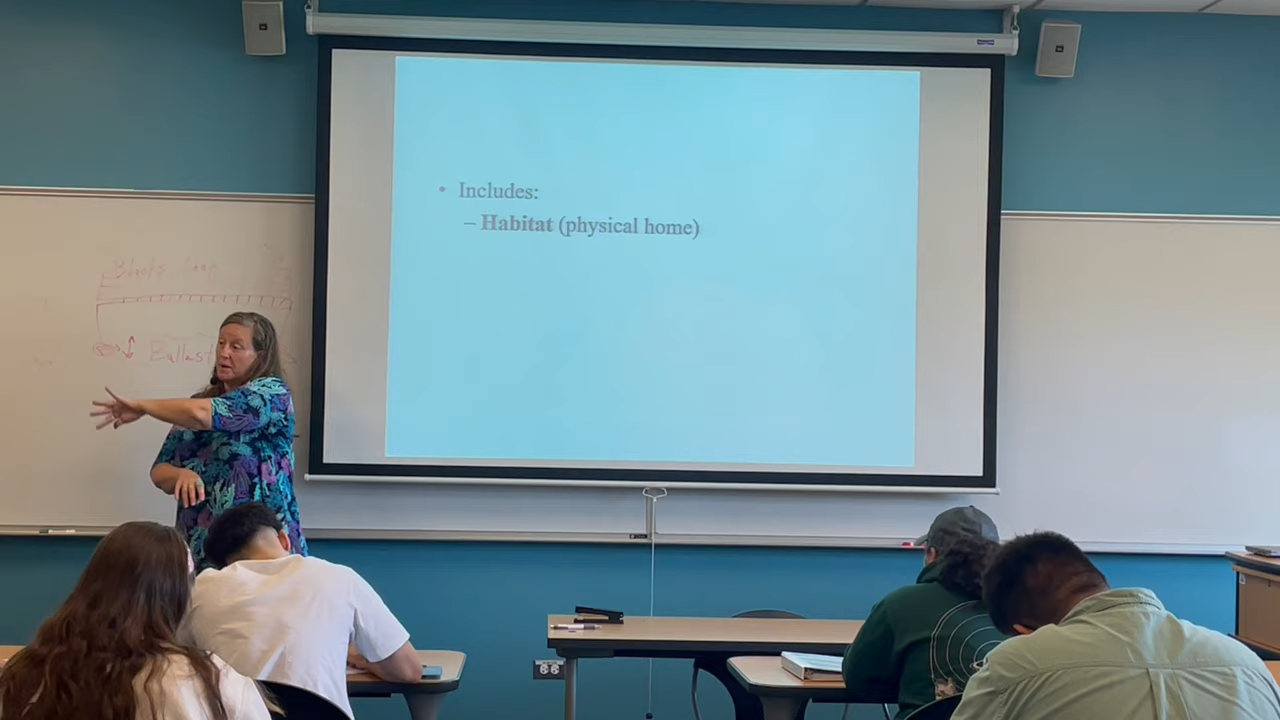 • Includes:
– Habitat (physical home)
Ballast